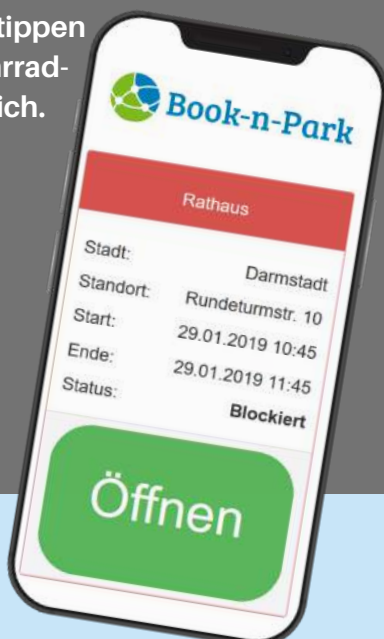 tippen
rrad-
ich.
Book-n-Park
Rathaus
Stadt: Darmstadt
Standort: Rundeturmstr. 10
Start: 29.01.2019 10:45
Ende: 29.01.2019 11:45
Status: Blockiert
Öffnen